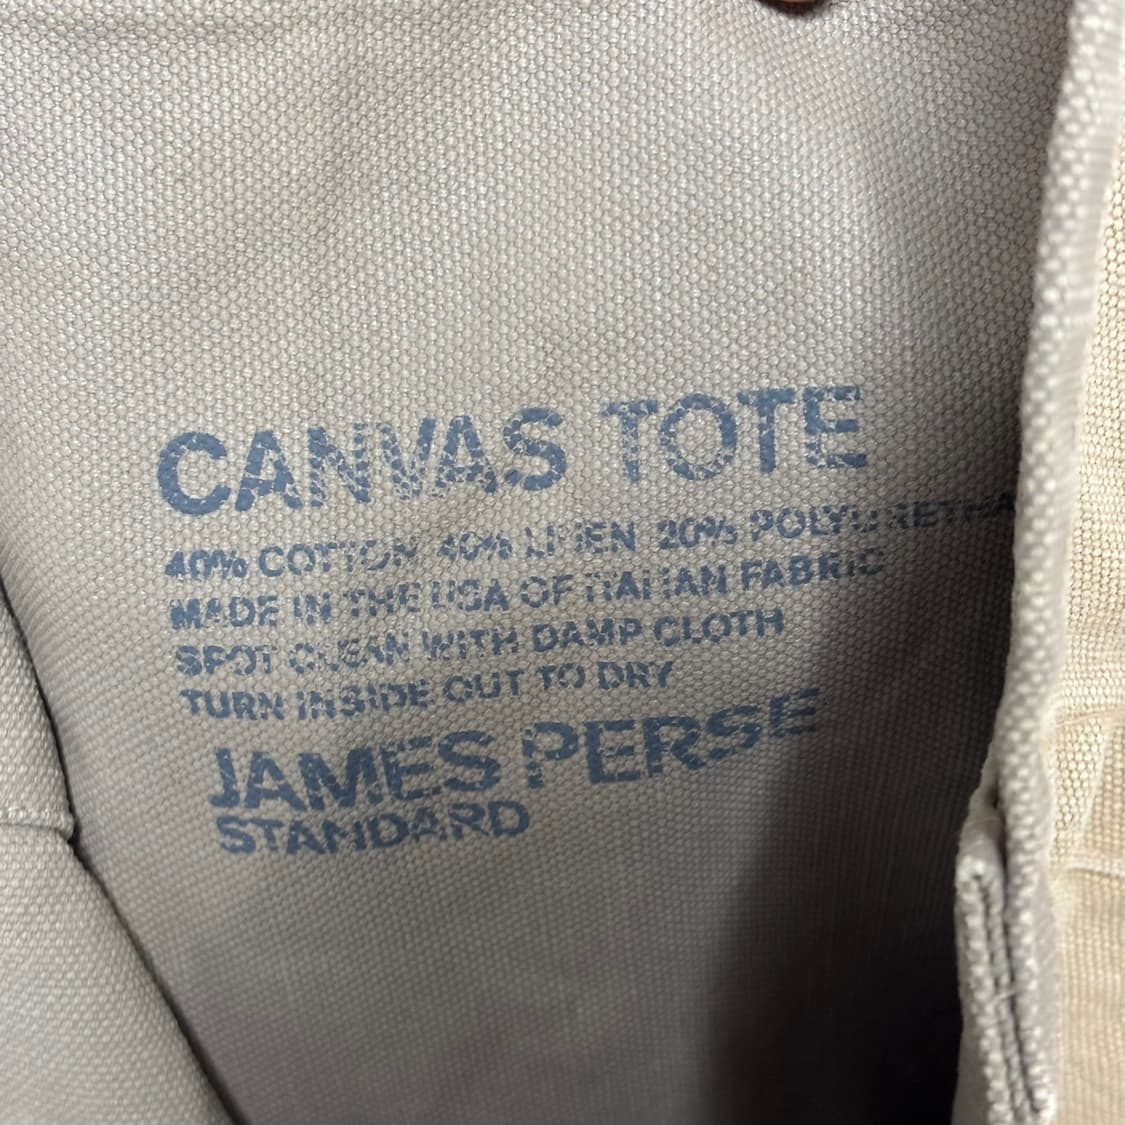 CANVAS TOTE
40% COTTON 40% LINEN 20% POLYURETHA
MADE IN THE USA OF ITALIAN FABRIC
SPOT CLEAN WITH DAMP CLOTH
TURN INSIDE OUT TO DRY
JAMES PERSE
STANDARD